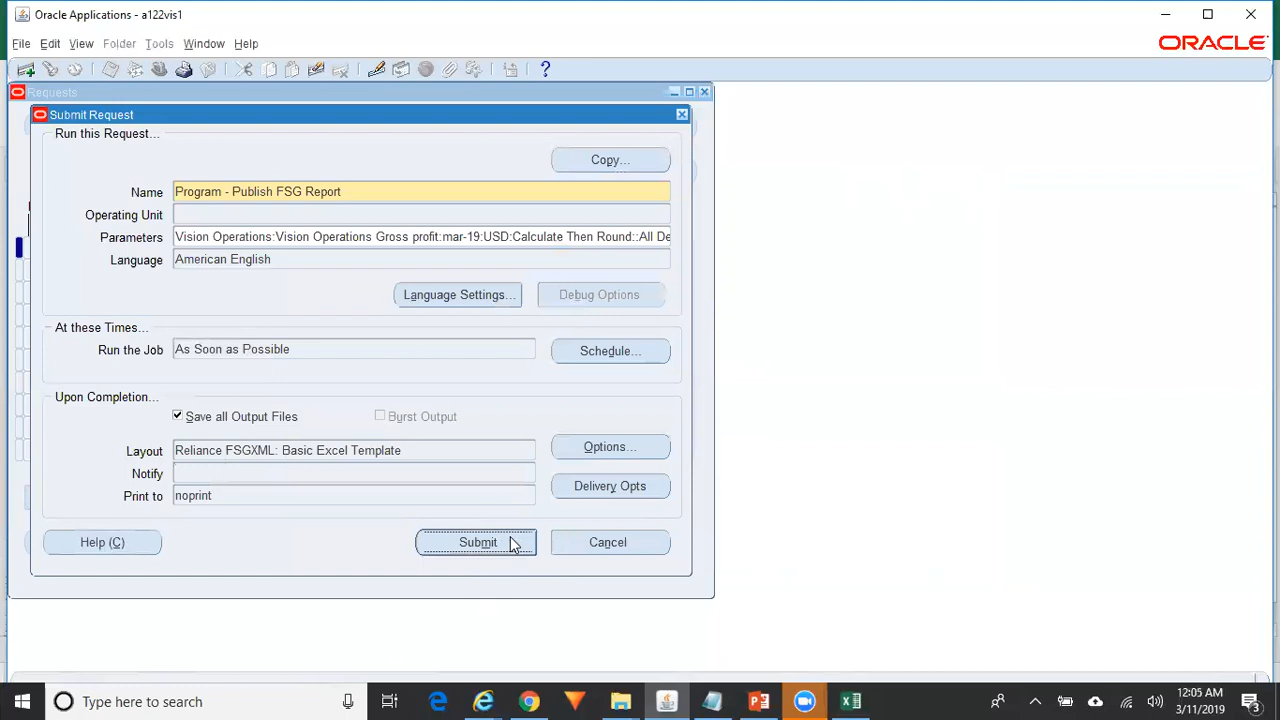 Oracle Applications - a122vis1
File Edit View Folder Tools Window Help
ORACLE
Requests
Submit Request
Run this Request...
Copy...
Name Program - Publish FSG Report
Operating Unit
Parameters Vision Operations:Vision Operations Gross profit:mar-19:USD:Calculate Then Round::All De
Language American English
Language Settings... Debug Options
At these Times...
Run the Job As Soon as Possible Schedule...
Upon Completion...
Save all Output Files Burst Output
Layout Reliance FSGXML: Basic Excel Template Options...
Notify
Delivery Opts
Print to noprint
Help (C) Submit Cancel
Type here to search
12:05 AM
3/11/2019
3